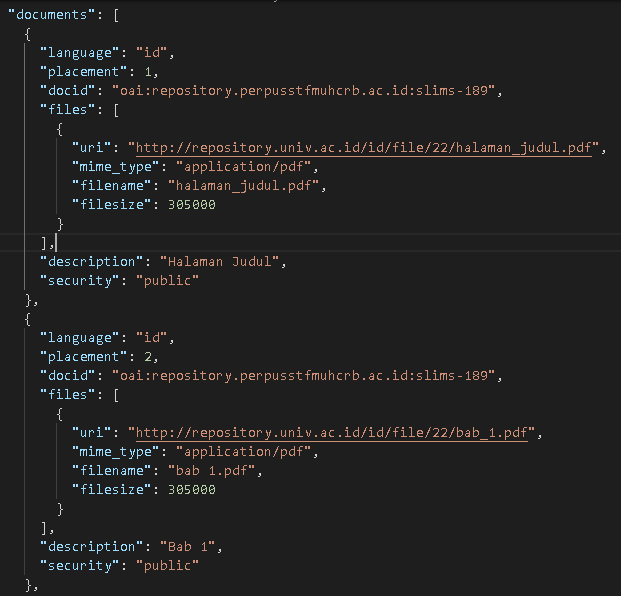 "documents": [
{
"language": "id",
"placement": 1,
"docid": "oai:repository.perpusstfmuhcrb.ac.id:slims-189",
"files": [
{
"uri": "http://repository.univ.ac.id/id/file/22/halaman_judul.pdf",
"mime_type": "application/pdf",
"filename": "halaman_judul.pdf",
"filesize": 305000
}
],
"description": "Halaman Judul",
"security": "public"
},
{
"language": "id",
"placement": 2,
"docid": "oai:repository.perpusstfmuhcrb.ac.id:slims-189",
"files": [
{
"uri": "http://repository.univ.ac.id/id/file/22/bab_1.pdf",
"mime_type": "application/pdf",
"filename": "bab 1.pdf",
"filesize": 305000
}
],
"description": "Bab 1",
"security": "public"
},